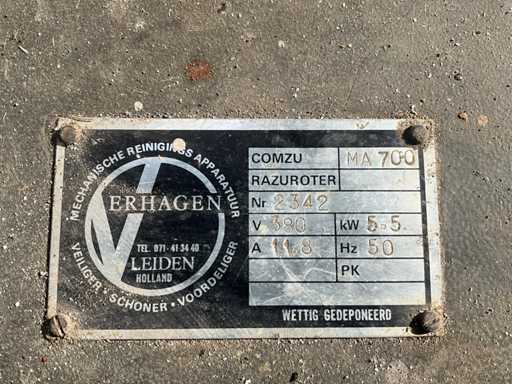 MECHANISCHE REINIGINGS APPARATUUR
VERHAGEN
TEL. 071-41 34 40
LEIDEN
HOLLAND
VEILIGER · SCHONER · VOORDELIGER
COMZU MA 700
RAZUROTER
Nr 2342
V 380 kW 5.5
A 11.8 Hz 50
PK
WETTIG GEDEPONEERD